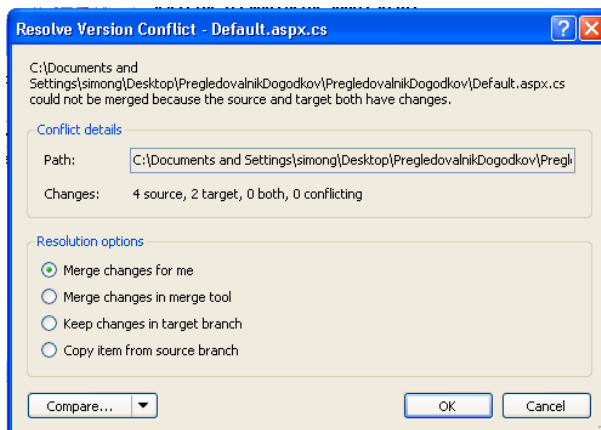 Resolve Version Conflict - Default.aspx.cs
C:\Documents and
Settings\simong\Desktop\PregledovalnikDogodkov\PregledovalnikDogodkov\Default.aspx.cs
could not be merged because the source and target both have changes.
Conflict details
Path: C:\Documents and Settings\simong\Desktop\PregledovalnikDogodkov\Pregl
Changes: 4 source, 2 target, 0 both, 0 conflicting
Resolution options
Merge changes for me
Merge changes in merge tool
Keep changes in target branch
Copy item from source branch
Compare... OK Cancel